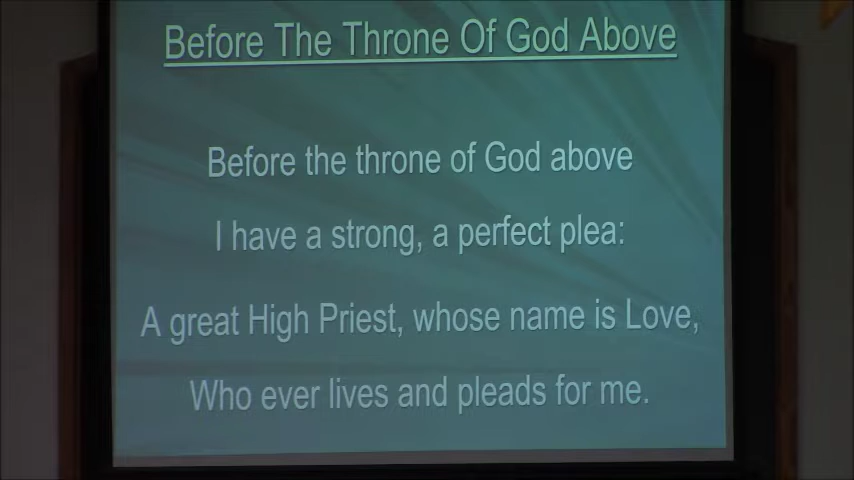 Before The Throne Of God Above
Before the throne of God above
I have a strong, a perfect plea:
A great High Priest, whose name is Love,
Who ever lives and pleads for me.